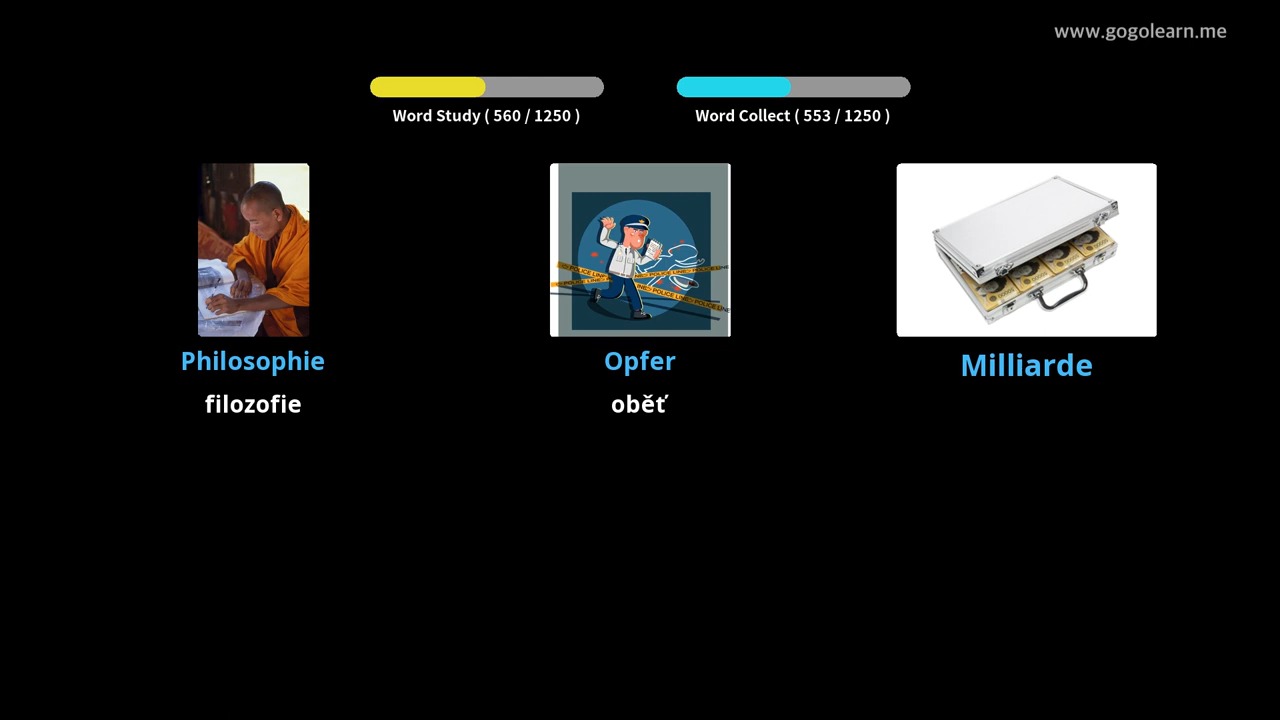 www.gogolearn.me
Word Study ( 560 / 1250 )
Word Collect ( 553 / 1250 )
Philosophie
Opfer
Milliarde
filozofie
oběť